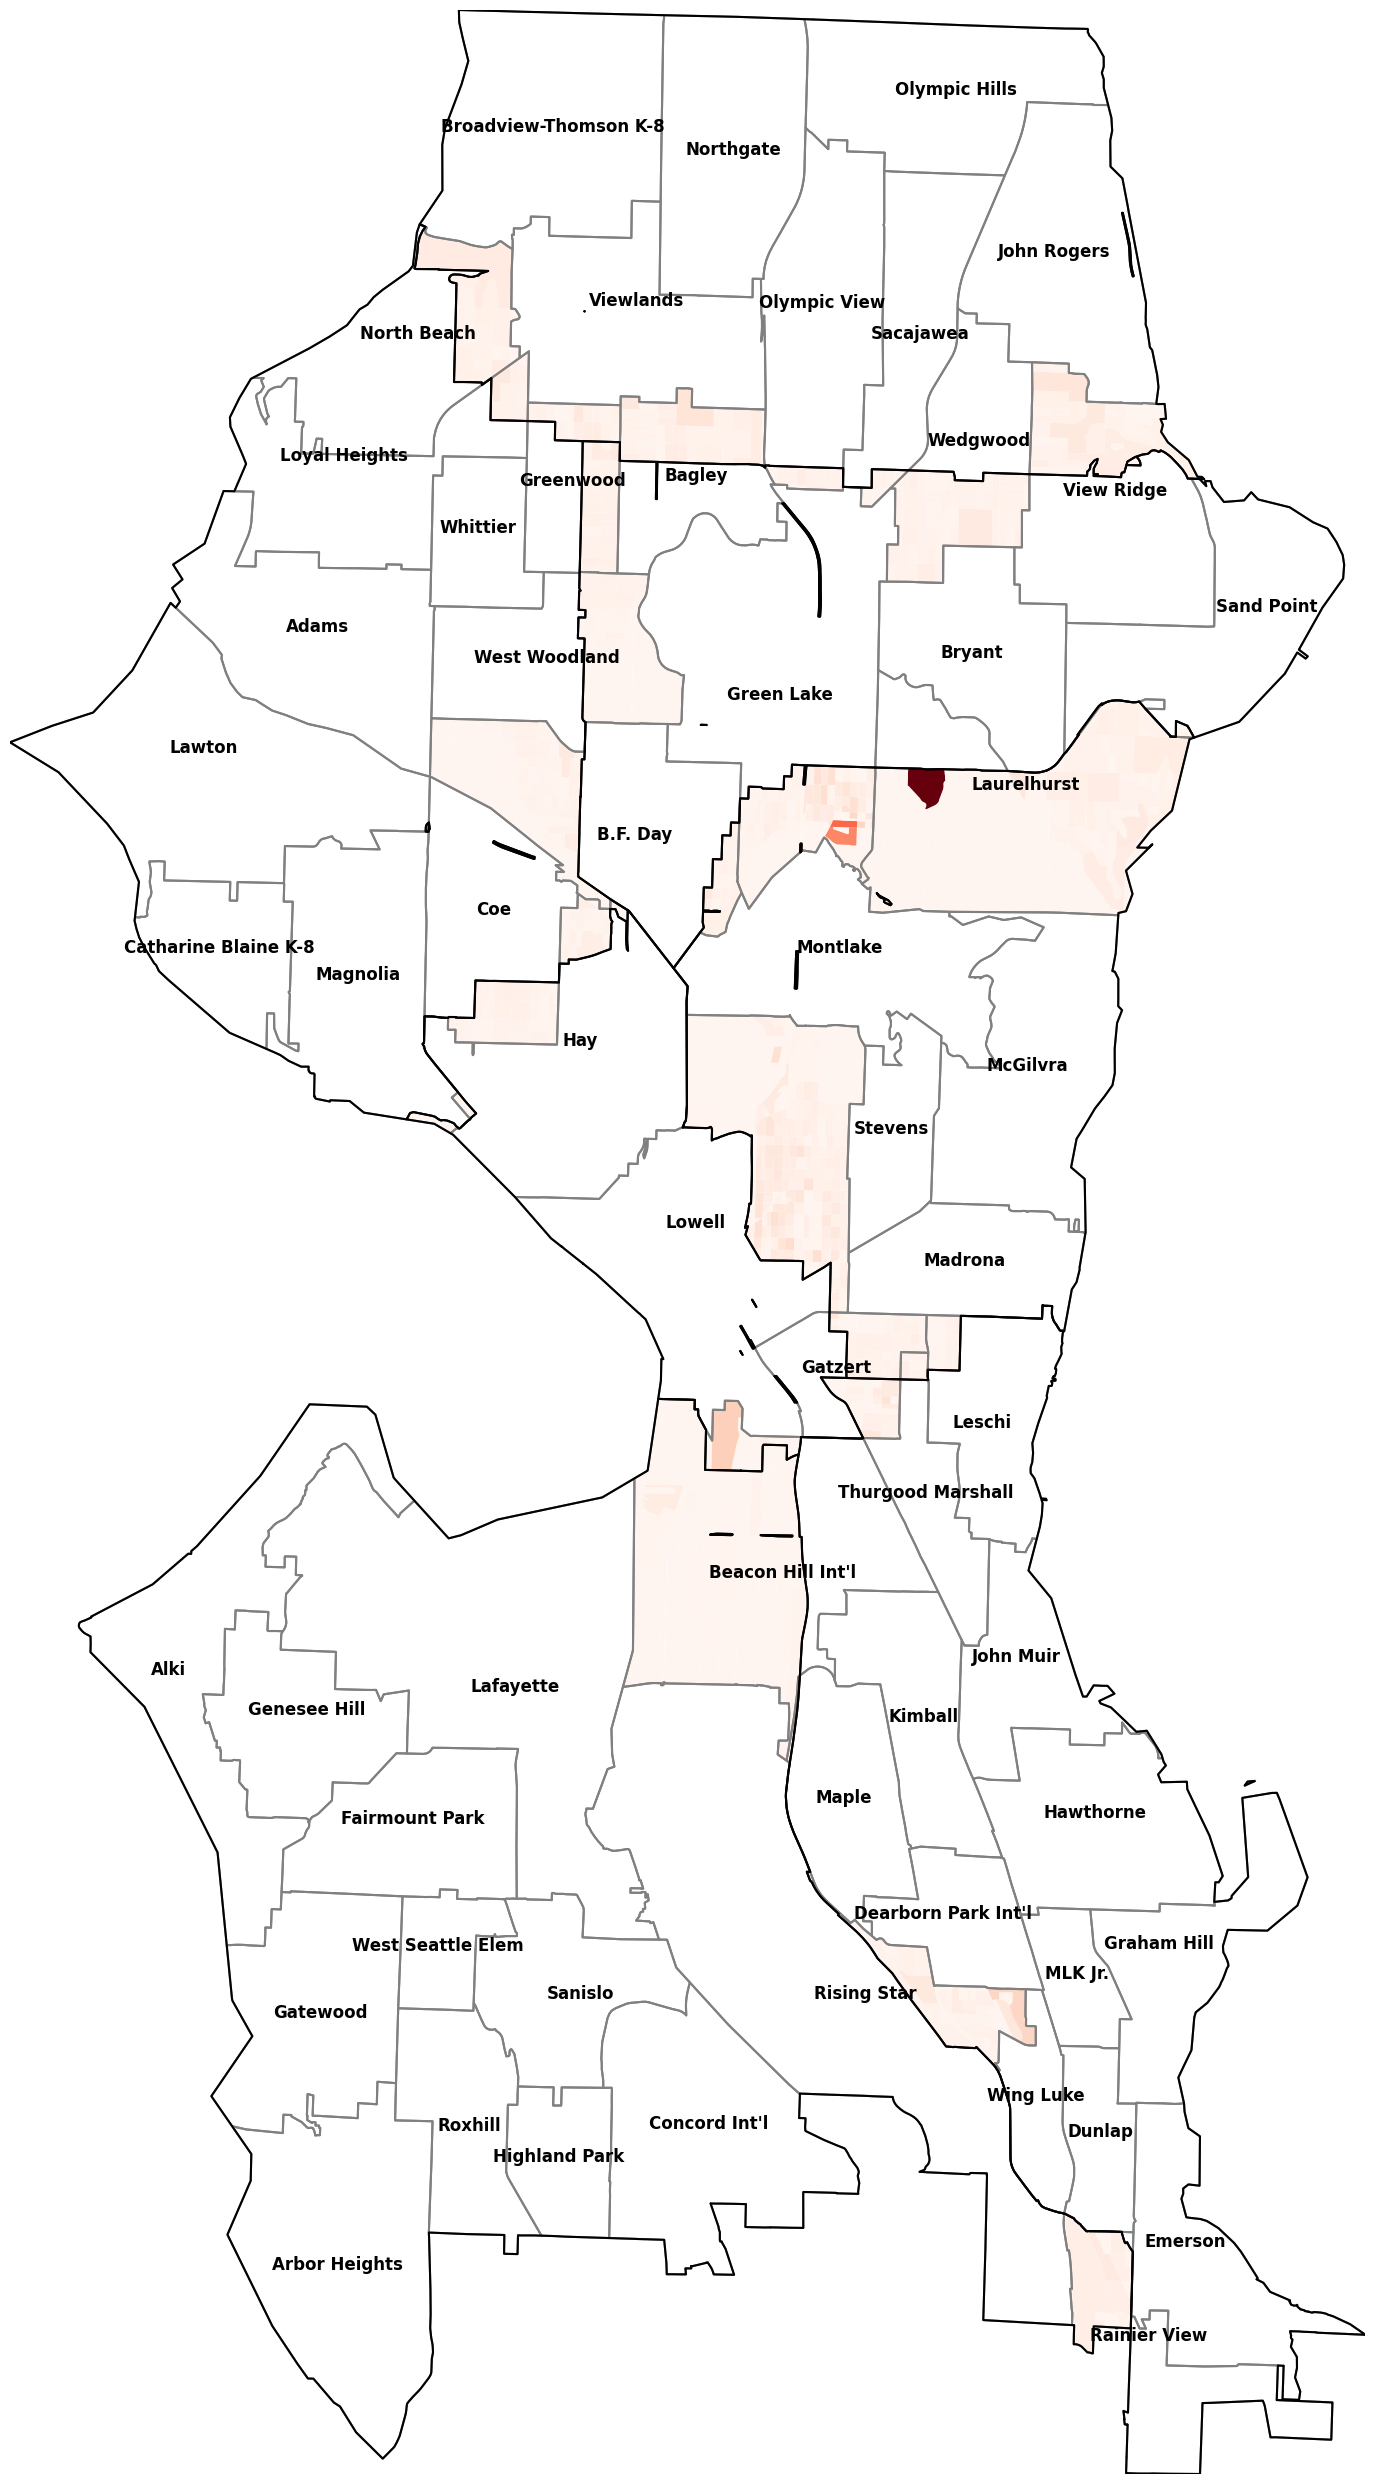 Olympic Hills
Broadview-Thomson K-8
Northgate
John Rogers
Viewlands
Olympic View
North Beach
Sacajawea
Wedgwood
Loyal Heights
Bagley
Greenwood
View Ridge
Whittier
Sand Point
Adams
Bryant
West Woodland
Green Lake
Lawton
Laurelhurst
B.F. Day
Coe
Catharine Blaine K-8
Montlake
Magnolia
Hay
McGilvra
Stevens
Lowell
Madrona
Gatzert
Leschi
Thurgood Marshall
Beacon Hill Int'l
John Muir
Alki
Lafayette
Genesee Hill
Kimball
Maple
Hawthorne
Fairmount Park
Dearborn Park Int'l
Graham Hill
West Seattle Elem
MLK Jr.
Sanislo
Rising Star
Gatewood
Wing Luke
Concord Int'l
Roxhill
Dunlap
Highland Park
Emerson
Arbor Heights
Rainier View